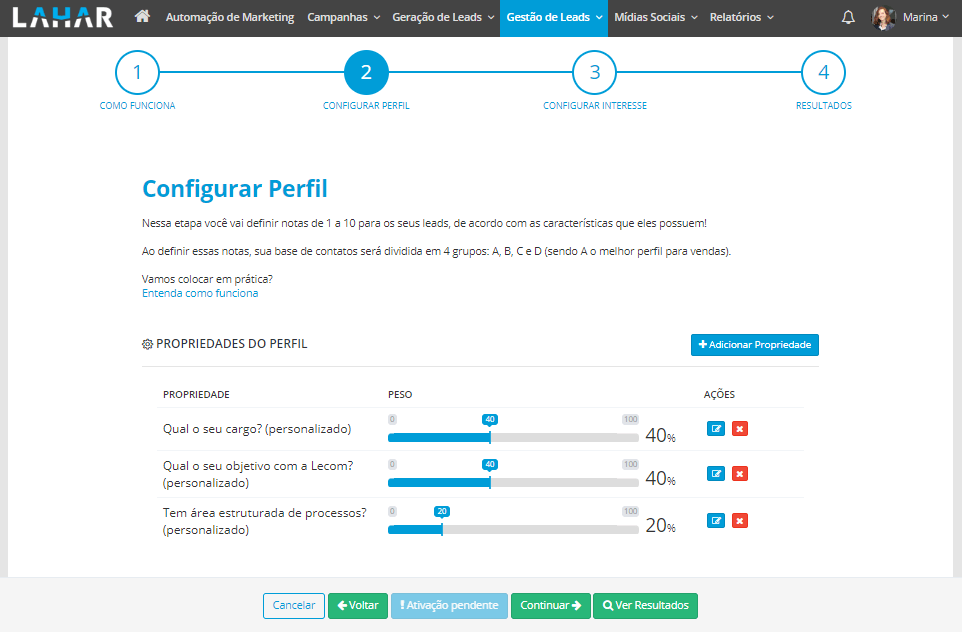 LAHAR Automação de Marketing Campanhas Geração de Leads Gestão de Leads Mídias Sociais Relatórios Marina
1 2 3 4
COMO FUNCIONA CONFIGURAR PERFIL CONFIGURAR INTERESSE RESULTADOS
Configurar Perfil
Nessa etapa você vai definir notas de 1 a 10 para os seus leads, de acordo com as características que eles possuem!
Ao definir essas notas, sua base de contatos será dividida em 4 grupos: A, B, C e D (sendo A o melhor perfil para vendas).
Vamos colocar em prática?
Entenda como funciona
PROPRIEDADES DO PERFIL + Adicionar Propriedade
PROPRIEDADE PESO AÇÕES
0 40 100
Qual o seu cargo? (personalizado) 40%
0 40 100
Qual o seu objetivo com a Lecom?
(personalizado) 40%
0 20 100
Tem área estruturada de processos?
(personalizado) 20%
Cancelar Voltar ! Ativação pendente Continuar Ver Resultados